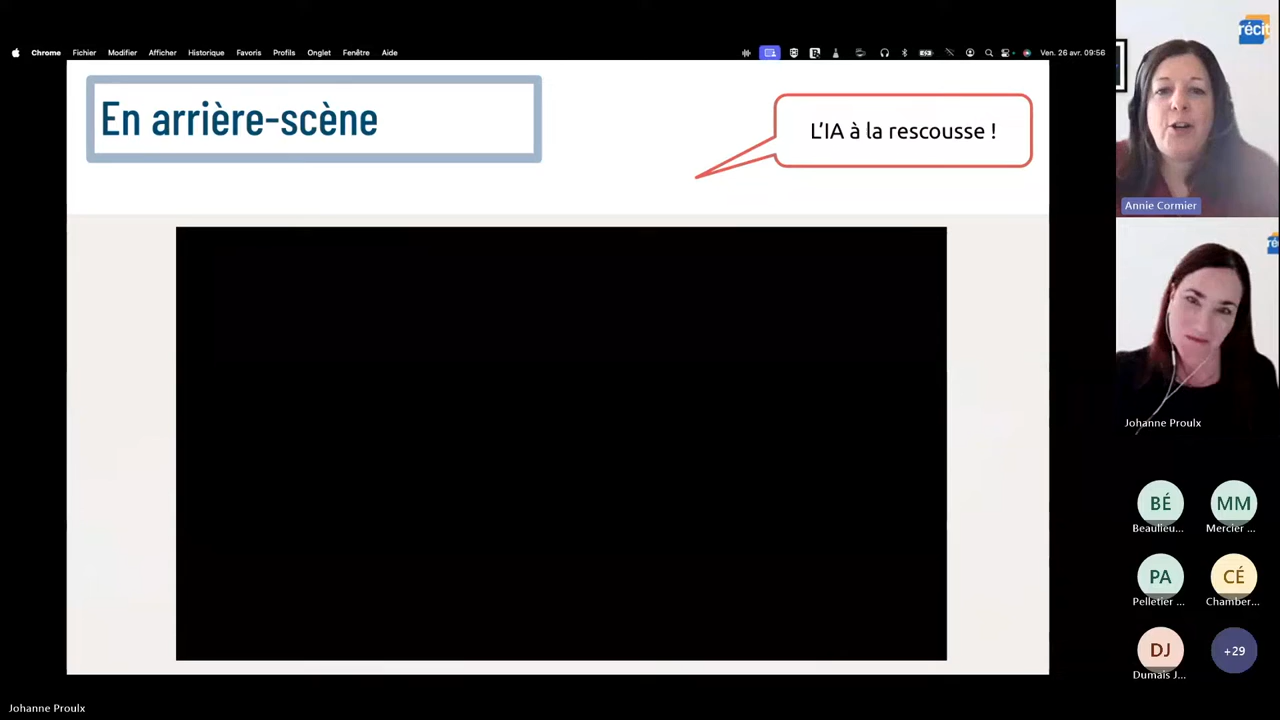 Chrome Fichier Modifier Afficher Historique Favoris Profils Onglet Fenêtre Aide Ven. 26 avr. 09:56
En arrière-scène
L'IA à la rescousse !
récit
Annie Cormier
ré
Johanne Proulx
BÉ MM
Beaulieu... Mercier ...
PA CÉ
Pelletier ... Chamber...
DJ +29
Dumais J...
Johanne Proulx